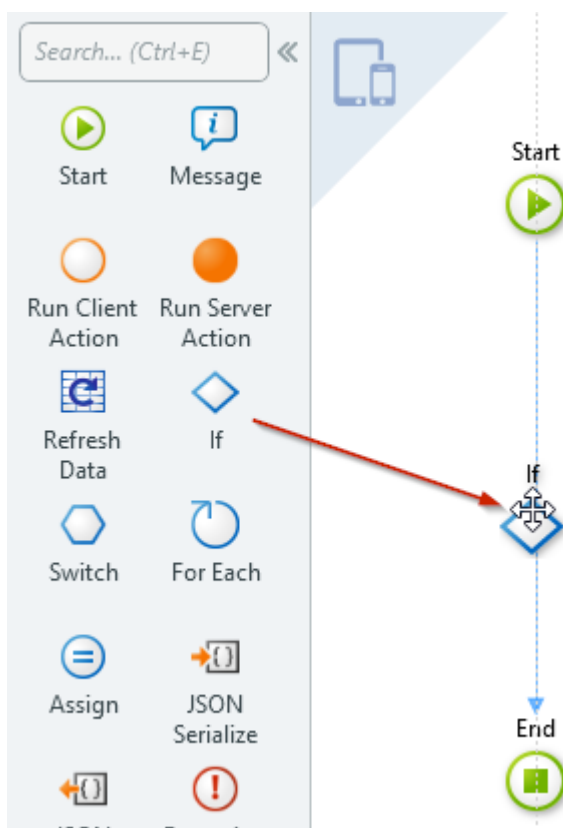 Search... (Ctrl+E)
Start
Message
Run Client
Action
Run Server
Action
Refresh
Data
If
Switch
For Each
Assign
JSON
Serialize
Start
If
End